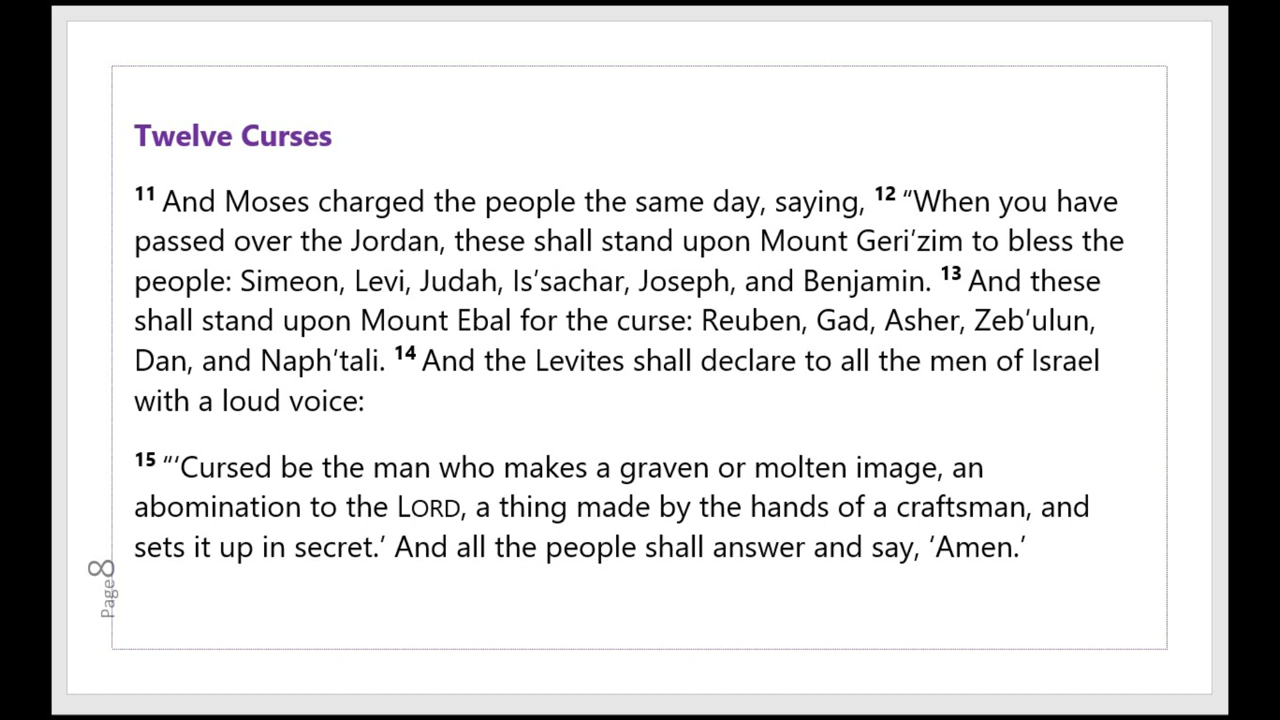 Twelve Curses
11 And Moses charged the people the same day, saying, 12 “When you have
passed over the Jordan, these shall stand upon Mount Geri′zim to bless the
people: Simeon, Levi, Judah, Is′sachar, Joseph, and Benjamin. 13 And these
shall stand upon Mount Ebal for the curse: Reuben, Gad, Asher, Zeb′ulun,
Dan, and Naph′tali. 14 And the Levites shall declare to all the men of Israel
with a loud voice:
15 “‘Cursed be the man who makes a graven or molten image, an
abomination to the LORD, a thing made by the hands of a craftsman, and
sets it up in secret.’ And all the people shall answer and say, ‘Amen.’
Page 8